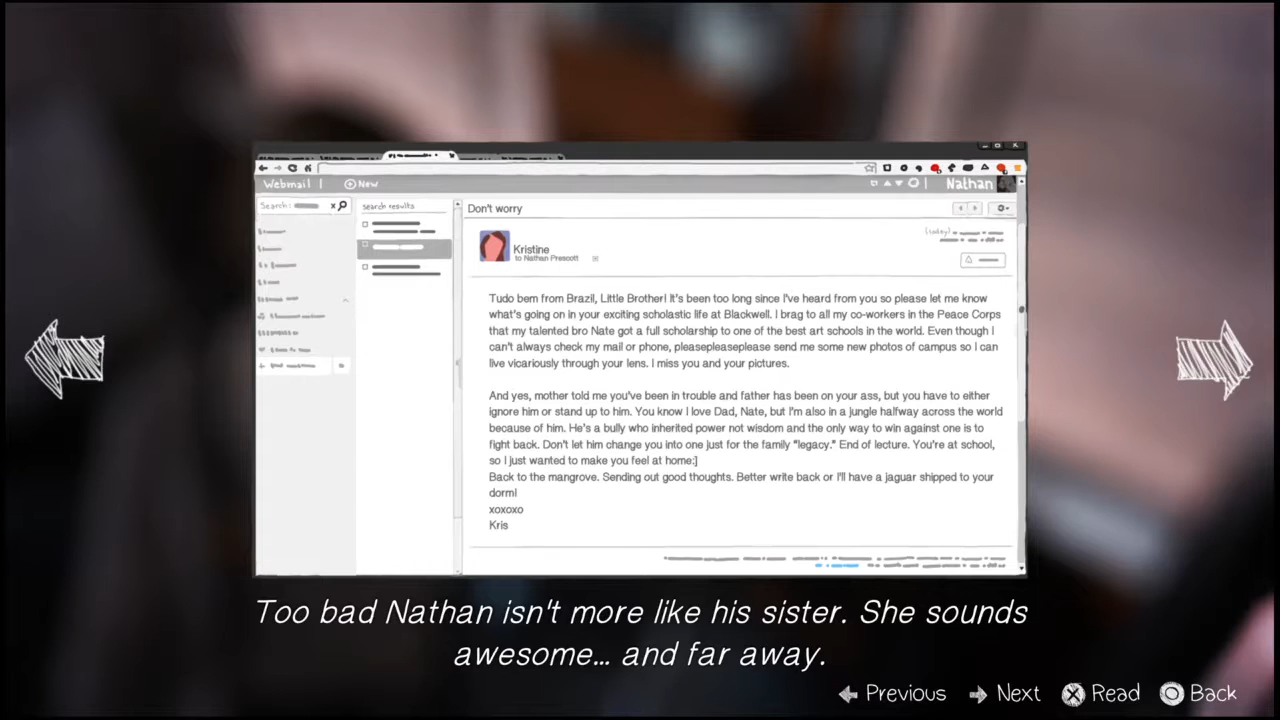 Webmail |
New
Nathan
Search:
x
search results
Don't worry
Kristine
to Nathan Prescott
(today)
Tudo bem from Brazil, Little Brother! It's been too long since I've heard from you so please let me know
what's going on in your exciting scholastic life at Blackwell. I brag to all my co-workers in the Peace Corps
that my talented bro Nate got a full scholarship to one of the best art schools in the world. Even though I
can't always check my mail or phone, pleasepleaseplease send me some new photos of campus so I can
live vicariously through your lens. I miss you and your pictures.
And yes, mother told me you've been in trouble and father has been on your ass, but you have to either
ignore him or stand up to him. You know I love Dad, Nate, but I'm also in a jungle halfway across the world
because of him. He's a bully who inherited power not wisdom and the only way to win against one is to
fight back. Don't let him change you into one just for the family “legacy.” End of lecture. You're at school,
so I just wanted to make you feel at home:]
Back to the mangrove. Sending out good thoughts. Better write back or I'll have a jaguar shipped to your
dorm!
xoxoxo
Kris
Too bad Nathan isn't more like his sister. She sounds
awesome... and far away.
Previous Next Read Back